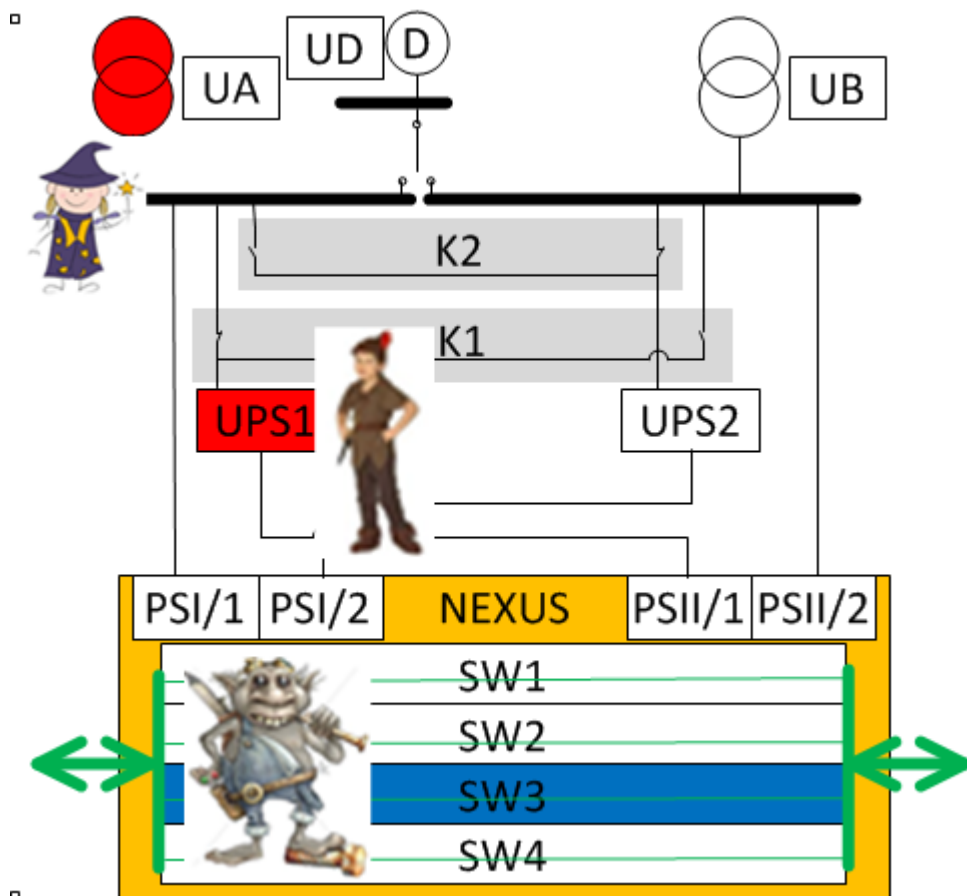 UD
D
UA
UB
K2
K1
UPS1
UPS2
PSI/1
PSI/2
NEXUS
PSII/1
PSII/2
SW1
SW2
SW3
SW4